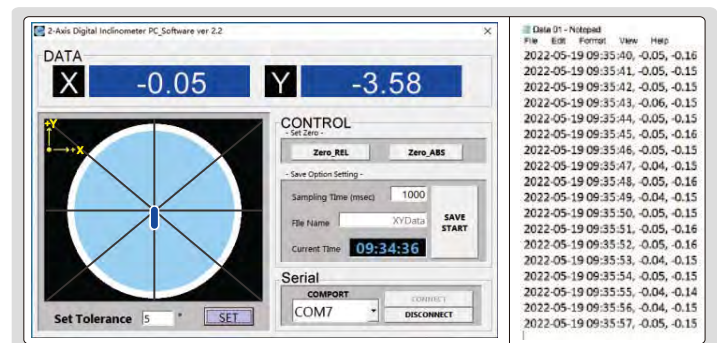 2-Axis Digital Inclinometer PC_Software ver 2.2
DATA
X -0.05 Y -3.58
+Y
+X
CONTROL
- Set Zero -
Zero_REL Zero_ABS
- Save Option Setting -
Sampling Time (msec) 1000
File Name XYData
SAVE START
Current Time 09:34:36
Serial
COMPORT
COM7
CONNECT
DISCONNECT
Set Tolerance 5 ° SET
Data 01 - Notepad
File Edit Format View Help
2022-05-19 09:35:40, -0.05, -0.16
2022-05-19 09:35:41, -0.05, -0.15
2022-05-19 09:35:42, -0.05, -0.15
2022-05-19 09:35:43, -0.06, -0.15
2022-05-19 09:35:44, -0.05, -0.15
2022-05-19 09:35:45, -0.05, -0.16
2022-05-19 09:35:46, -0.05, -0.15
2022-05-19 09:35:47, -0.04, -0.15
2022-05-19 09:35:48, -0.05, -0.16
2022-05-19 09:35:49, -0.04, -0.15
2022-05-19 09:35:50, -0.05, -0.15
2022-05-19 09:35:51, -0.05, -0.16
2022-05-19 09:35:52, -0.05, -0.16
2022-05-19 09:35:53, -0.04, -0.15
2022-05-19 09:35:54, -0.05, -0.15
2022-05-19 09:35:55, -0.04, -0.14
2022-05-19 09:35:56, -0.04, -0.15
2022-05-19 09:35:57, -0.05, -0.15